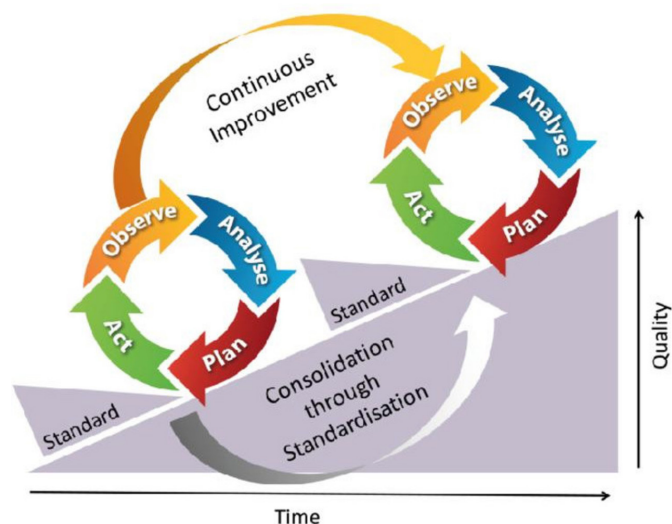 Continuous
Improvement
Observe
Analyse
Plan
Act
Observe
Analyse
Plan
Act
Standard
Standard
Consolidation
through
Standardisation
Quality
Time